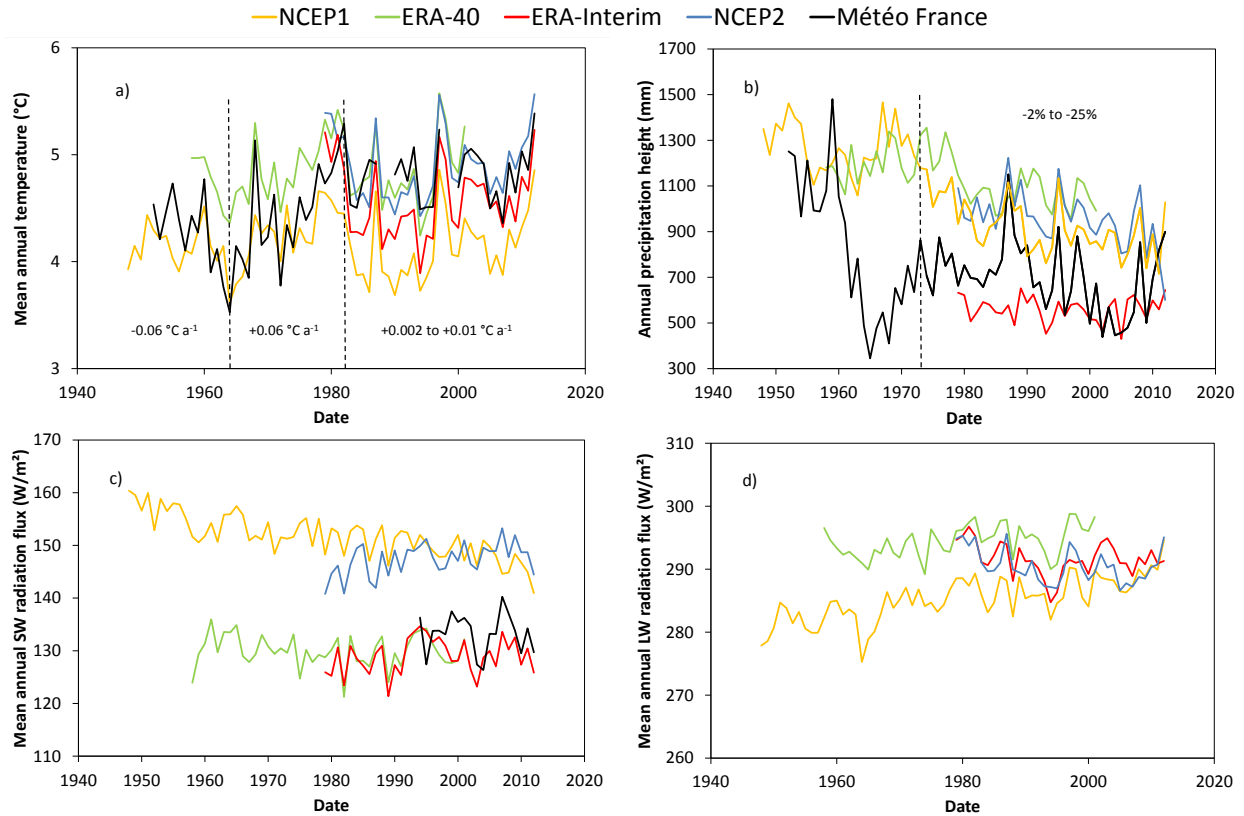 NCEP1 ERA-40 ERA-Interim NCEP2 Météo France
Mean annual temperature (°C)
6
5
4
3
a)
-0.06 °C a⁻¹ +0.06 °C a⁻¹ +0.002 to +0.01 °C a⁻¹
1940 1960 1980 2000 2020
Date
Annual precipitation height (mm)
1700
1500
1300
1100
900
700
500
300
b)
-2% to -25%
1940 1950 1960 1970 1980 1990 2000 2010 2020
Date
Mean annual SW radiation flux (W/m²)
170
160
150
140
130
120
110
c)
1940 1950 1960 1970 1980 1990 2000 2010 2020
Date
Mean annual LW radiation flux (W/m²)
310
300
290
280
270
260
d)
1940 1960 1980 2000 2020
Date